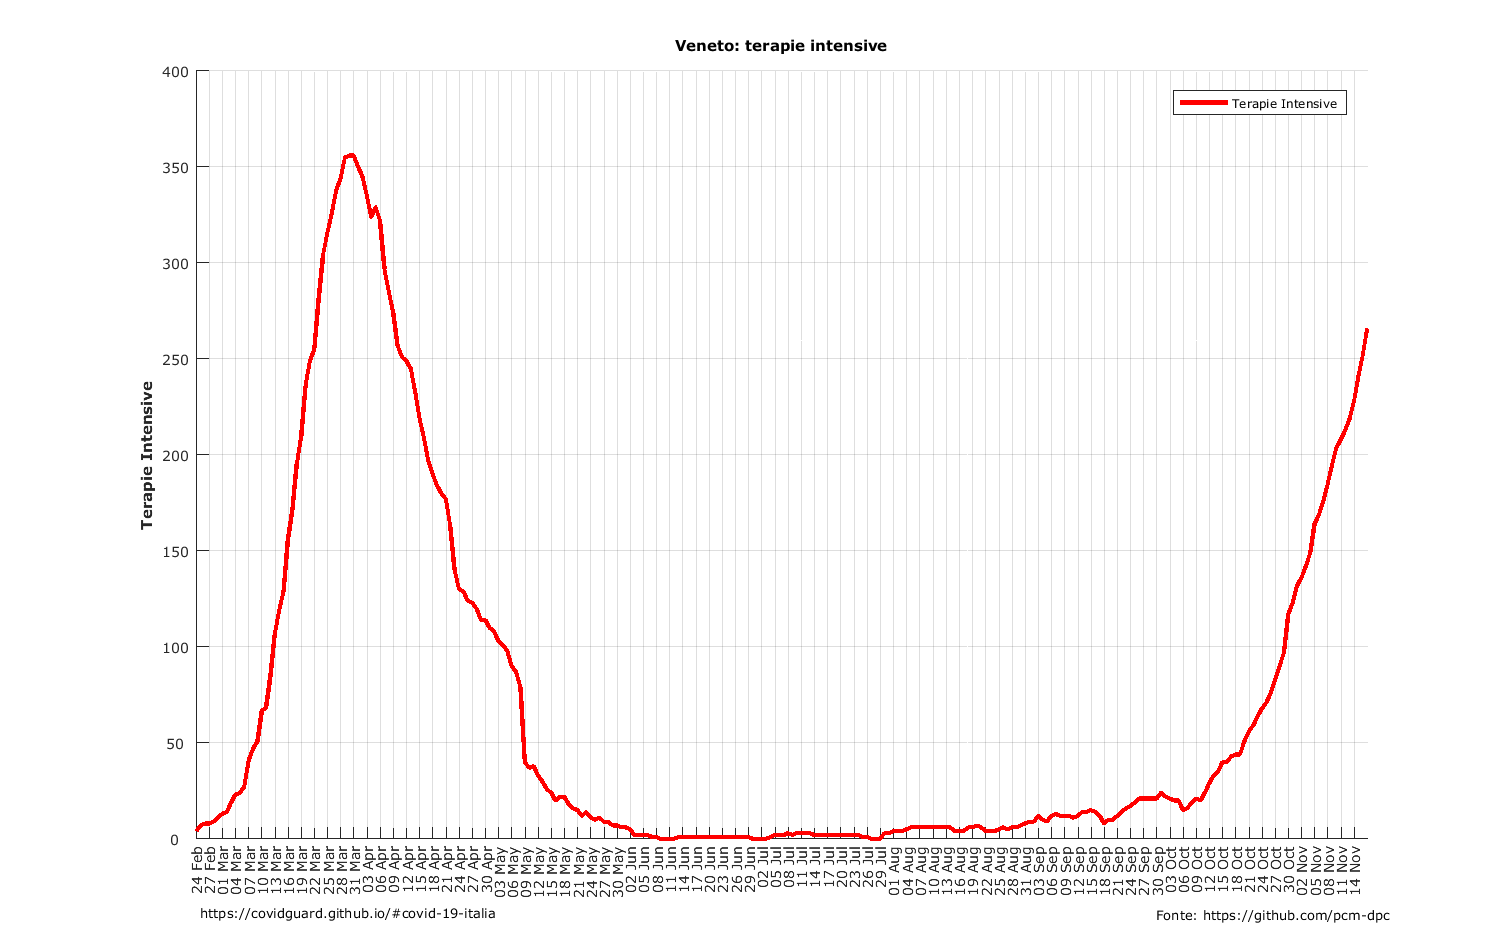 Veneto: terapie intensive
Terapie Intensive
400
350
300
250
200
150
100
50
0
Terapie Intensive
24 Feb
27 Feb
01 Mar
04 Mar
07 Mar
10 Mar
13 Mar
16 Mar
19 Mar
22 Mar
25 Mar
28 Mar
31 Mar
03 Apr
06 Apr
09 Apr
12 Apr
15 Apr
18 Apr
21 Apr
24 Apr
27 Apr
30 Apr
03 May
06 May
09 May
12 May
15 May
18 May
21 May
24 May
27 May
30 May
02 Jun
05 Jun
08 Jun
11 Jun
14 Jun
17 Jun
20 Jun
23 Jun
26 Jun
29 Jun
02 Jul
05 Jul
08 Jul
11 Jul
14 Jul
17 Jul
20 Jul
23 Jul
26 Jul
29 Jul
01 Aug
04 Aug
07 Aug
10 Aug
13 Aug
16 Aug
19 Aug
22 Aug
25 Aug
28 Aug
31 Aug
03 Sep
06 Sep
09 Sep
12 Sep
15 Sep
18 Sep
21 Sep
24 Sep
27 Sep
30 Sep
03 Oct
06 Oct
09 Oct
12 Oct
15 Oct
18 Oct
21 Oct
24 Oct
27 Oct
30 Oct
02 Nov
05 Nov
08 Nov
11 Nov
14 Nov
https://covidguard.github.io/#covid-19-italia
Fonte: https://github.com/pcm-dpc